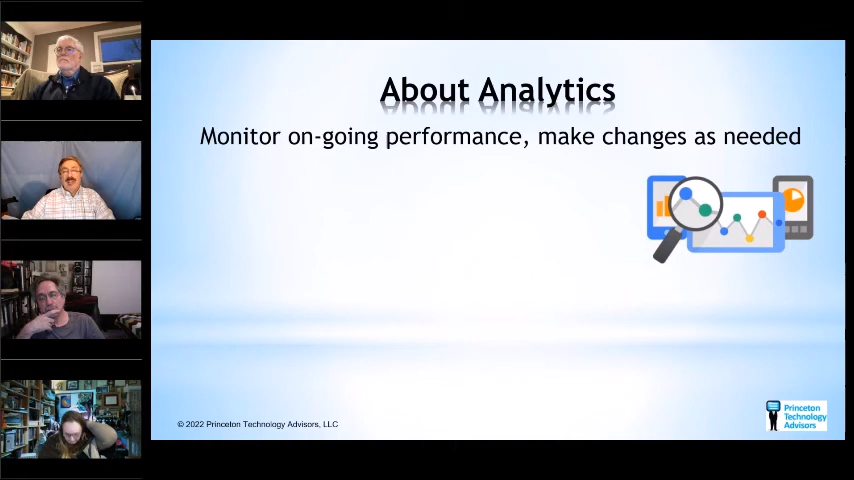 About Analytics
Monitor on-going performance, make changes as needed
© 2022 Princeton Technology Advisors, LLC
Princeton
Technology
Advisors